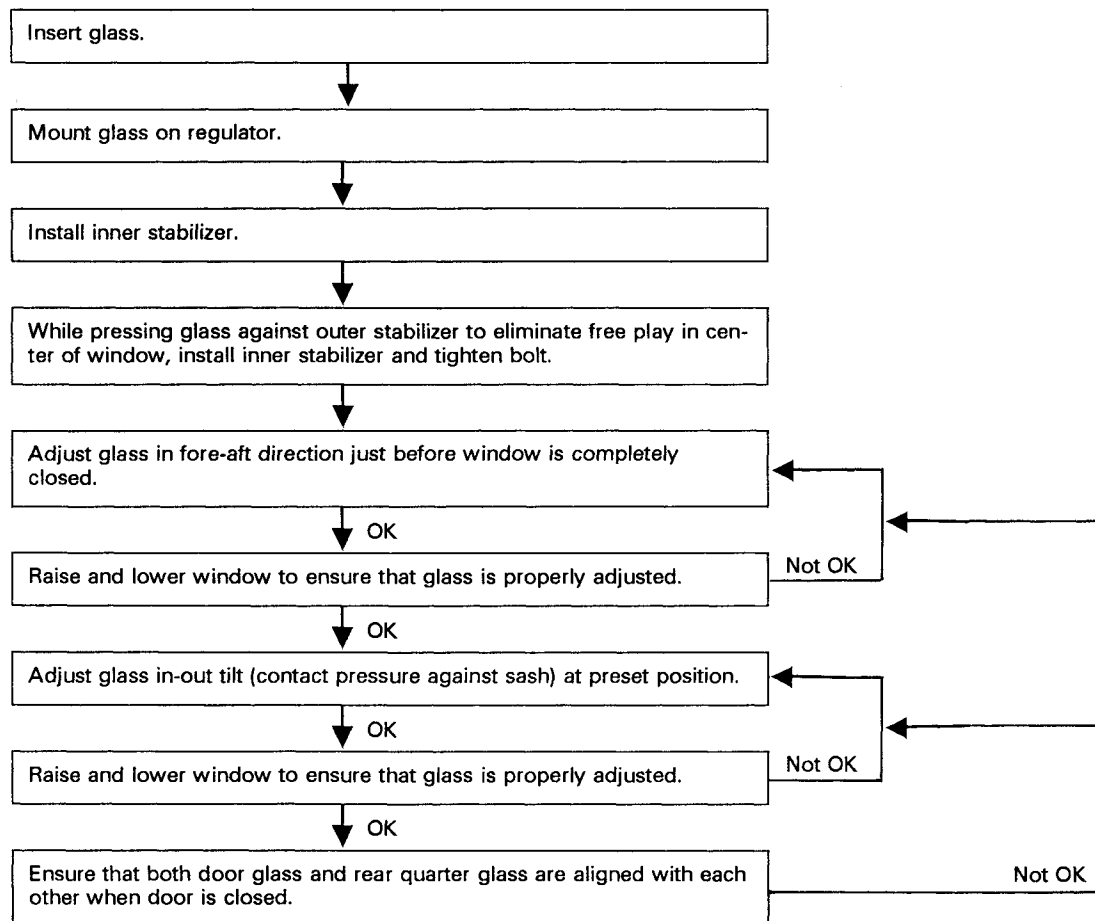 Insert glass.
Mount glass on regulator.
Install inner stabilizer.
While pressing glass against outer stabilizer to eliminate free play in cen-
ter of window, install inner stabilizer and tighten bolt.
Adjust glass in fore-aft direction just before window is completely
closed.
OK
Raise and lower window to ensure that glass is properly adjusted.
Not OK
OK
Adjust glass in-out tilt (contact pressure against sash) at preset position.
OK
Raise and lower window to ensure that glass is properly adjusted.
Not OK
OK
Ensure that both door glass and rear quarter glass are aligned with each
other when door is closed.
Not OK